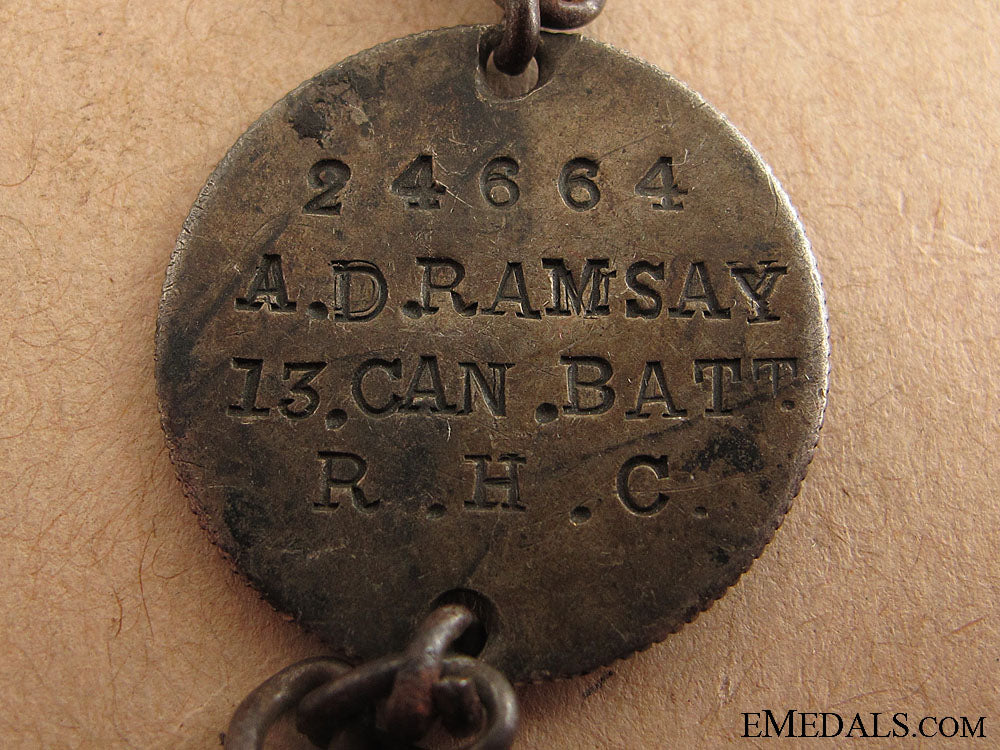 24664
A.D.RAMSAY
13.CAN.BATT.
R.H.C.
EMEDALS.COM